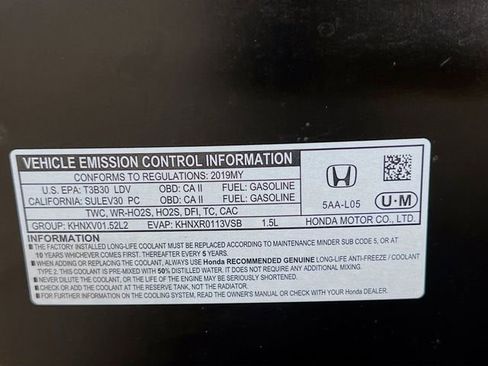 VEHICLE EMISSION CONTROL INFORMATION
CONFORMS TO REGULATIONS: 2019MY
U.S. EPA: T3B30 LDV OBD: CA II FUEL: GASOLINE
CALIFORNIA: SULEV30 PC OBD: CA II FUEL: GASOLINE
TWC, WR-HO2S, HO2S, DFI, TC, CAC
GROUP: KHNXV01.52L2 EVAP: KHNXR0113VSB 1.5L
5AA-L05
U·M
HONDA MOTOR CO., LTD.
INFORMATION
FACTORY INSTALLED LONG-LIFE COOLANT MUST BE REPLACED ACCORDING TO MAINTENANCE MINDER SUB CODE 5, OR AT
10 YEARS WHICHEVER COMES FIRST. THEREAFTER EVERY 5 YEARS.
WHEN ADDING OR REPLACING THE COOLANT, ALWAYS USE Honda RECOMMENDED GENUINE LONG-LIFE ANTI-FREEZE / COOLANT
TYPE 2. THIS COOLANT IS PRE-MIXED WITH 50% DISTILLED WATER. IT DOES NOT REQUIRE ANY ADDITIONAL MIXING.
OTHERWISE, THE LIFE OF THE ENGINE MAY BE SERIOUSLY SHORTENED.
CHECK OR ADD THE COOLANT AT THE RESERVE TANK, NOT THE RADIATOR.
FOR FURTHER INFORMATION ON THE COOLING SYSTEM, READ THE OWNER'S MANUAL OR CHECK WITH YOUR Honda DEALER.